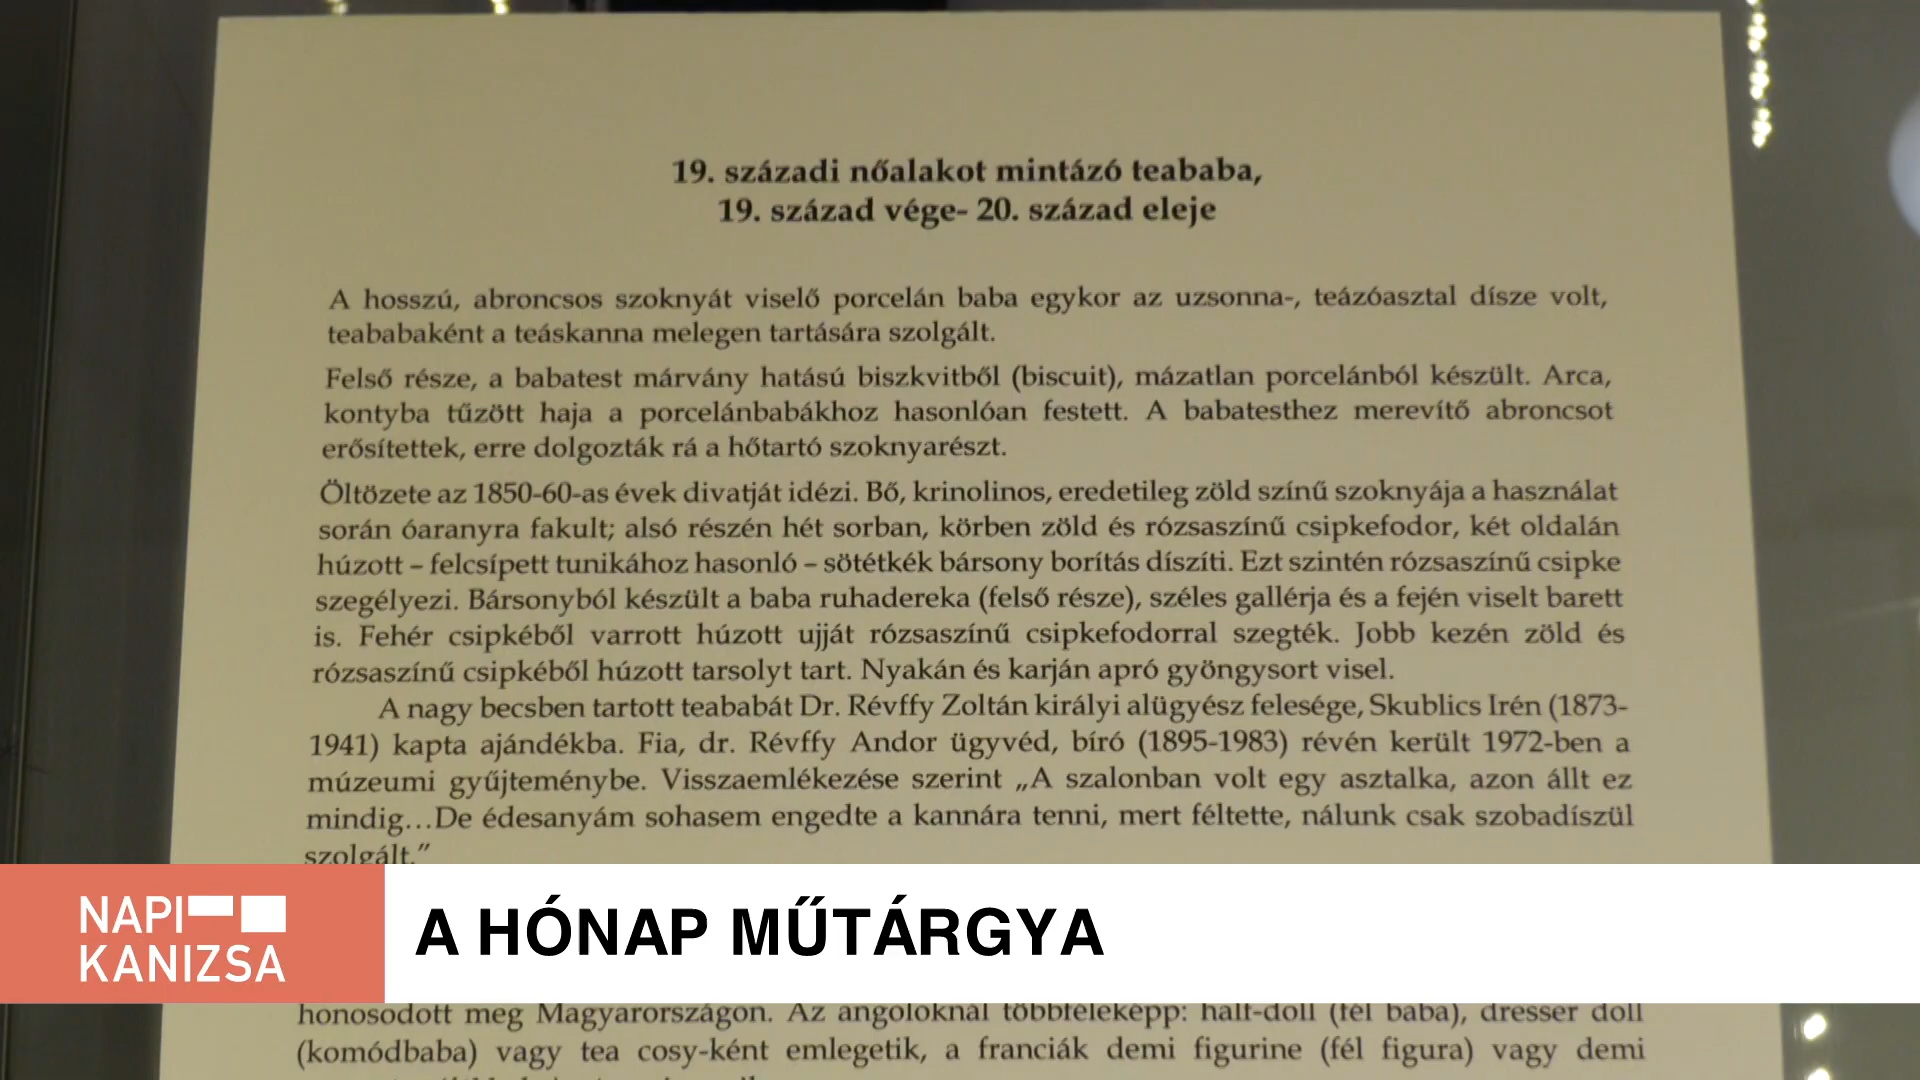 19. századi nőalakot mintázó teababa,
19. század vége- 20. század eleje
A hosszú, abroncsos szoknyát viselő porcelán baba egykor az uzsonna-, teázóasztal dísze volt,
teababaként a teáskanna melegen tartására szolgált.
Felső része, a babatest márvány hatású biszkvitből (biscuit), mázatlan porcelánból készült. Arca,
kontyba tűzött haja a porcelánbabákhoz hasonlóan festett. A babatesthez merevítő abroncsot
erősítettek, erre dolgozták rá a hőtartó szoknyarészt.
Öltözete az 1850-60-as évek divatját idézi. Bő, krinolinos, eredetileg zöld színű szoknyája a használat
során óaranyra fakult; alsó részén hét sorban, körben zöld és rózsaszínű csipkefodor, két oldalán
húzott – felcsípett tunikához hasonló – sötétkék bársony borítás díszíti. Ezt szintén rózsaszínű csipke
szegélyezi. Bársonyból készült a baba ruhadereka (felső része), széles gallérja és a fején viselt barett
is. Fehér csipkéből varrott húzott ujját rózsaszínű csipkefodorral szegték. Jobb kezén zöld és
rózsaszínű csipkéből húzott tarsolyt tart. Nyakán és karján apró gyöngysort visel.
A nagy becsben tartott teababát Dr. Révffy Zoltán királyi alügyész felesége, Skublics Irén (1873-
1941) kapta ajándékba. Fia, dr. Révffy Andor ügyvéd, bíró (1895-1983) révén került 1972-ben a
múzeumi gyűjteménybe. Visszaemlékezése szerint „A szalonban volt egy asztalka, azon állt ez
mindig…De édesanyám sohasem engedte a kannára tenni, mert féltette, nálunk csak szobadíszül
szolgált.”
NAPI
KANIZSA
A HÓNAP MŰTÁRGYA
honosodott meg Magyarországon. Az angoloknál többféleképp: half-doll (fél baba), dresser doll
(komódbaba) vagy tea cosy-ként emlegetik, a franciák demi figurine (fél figura) vagy demi